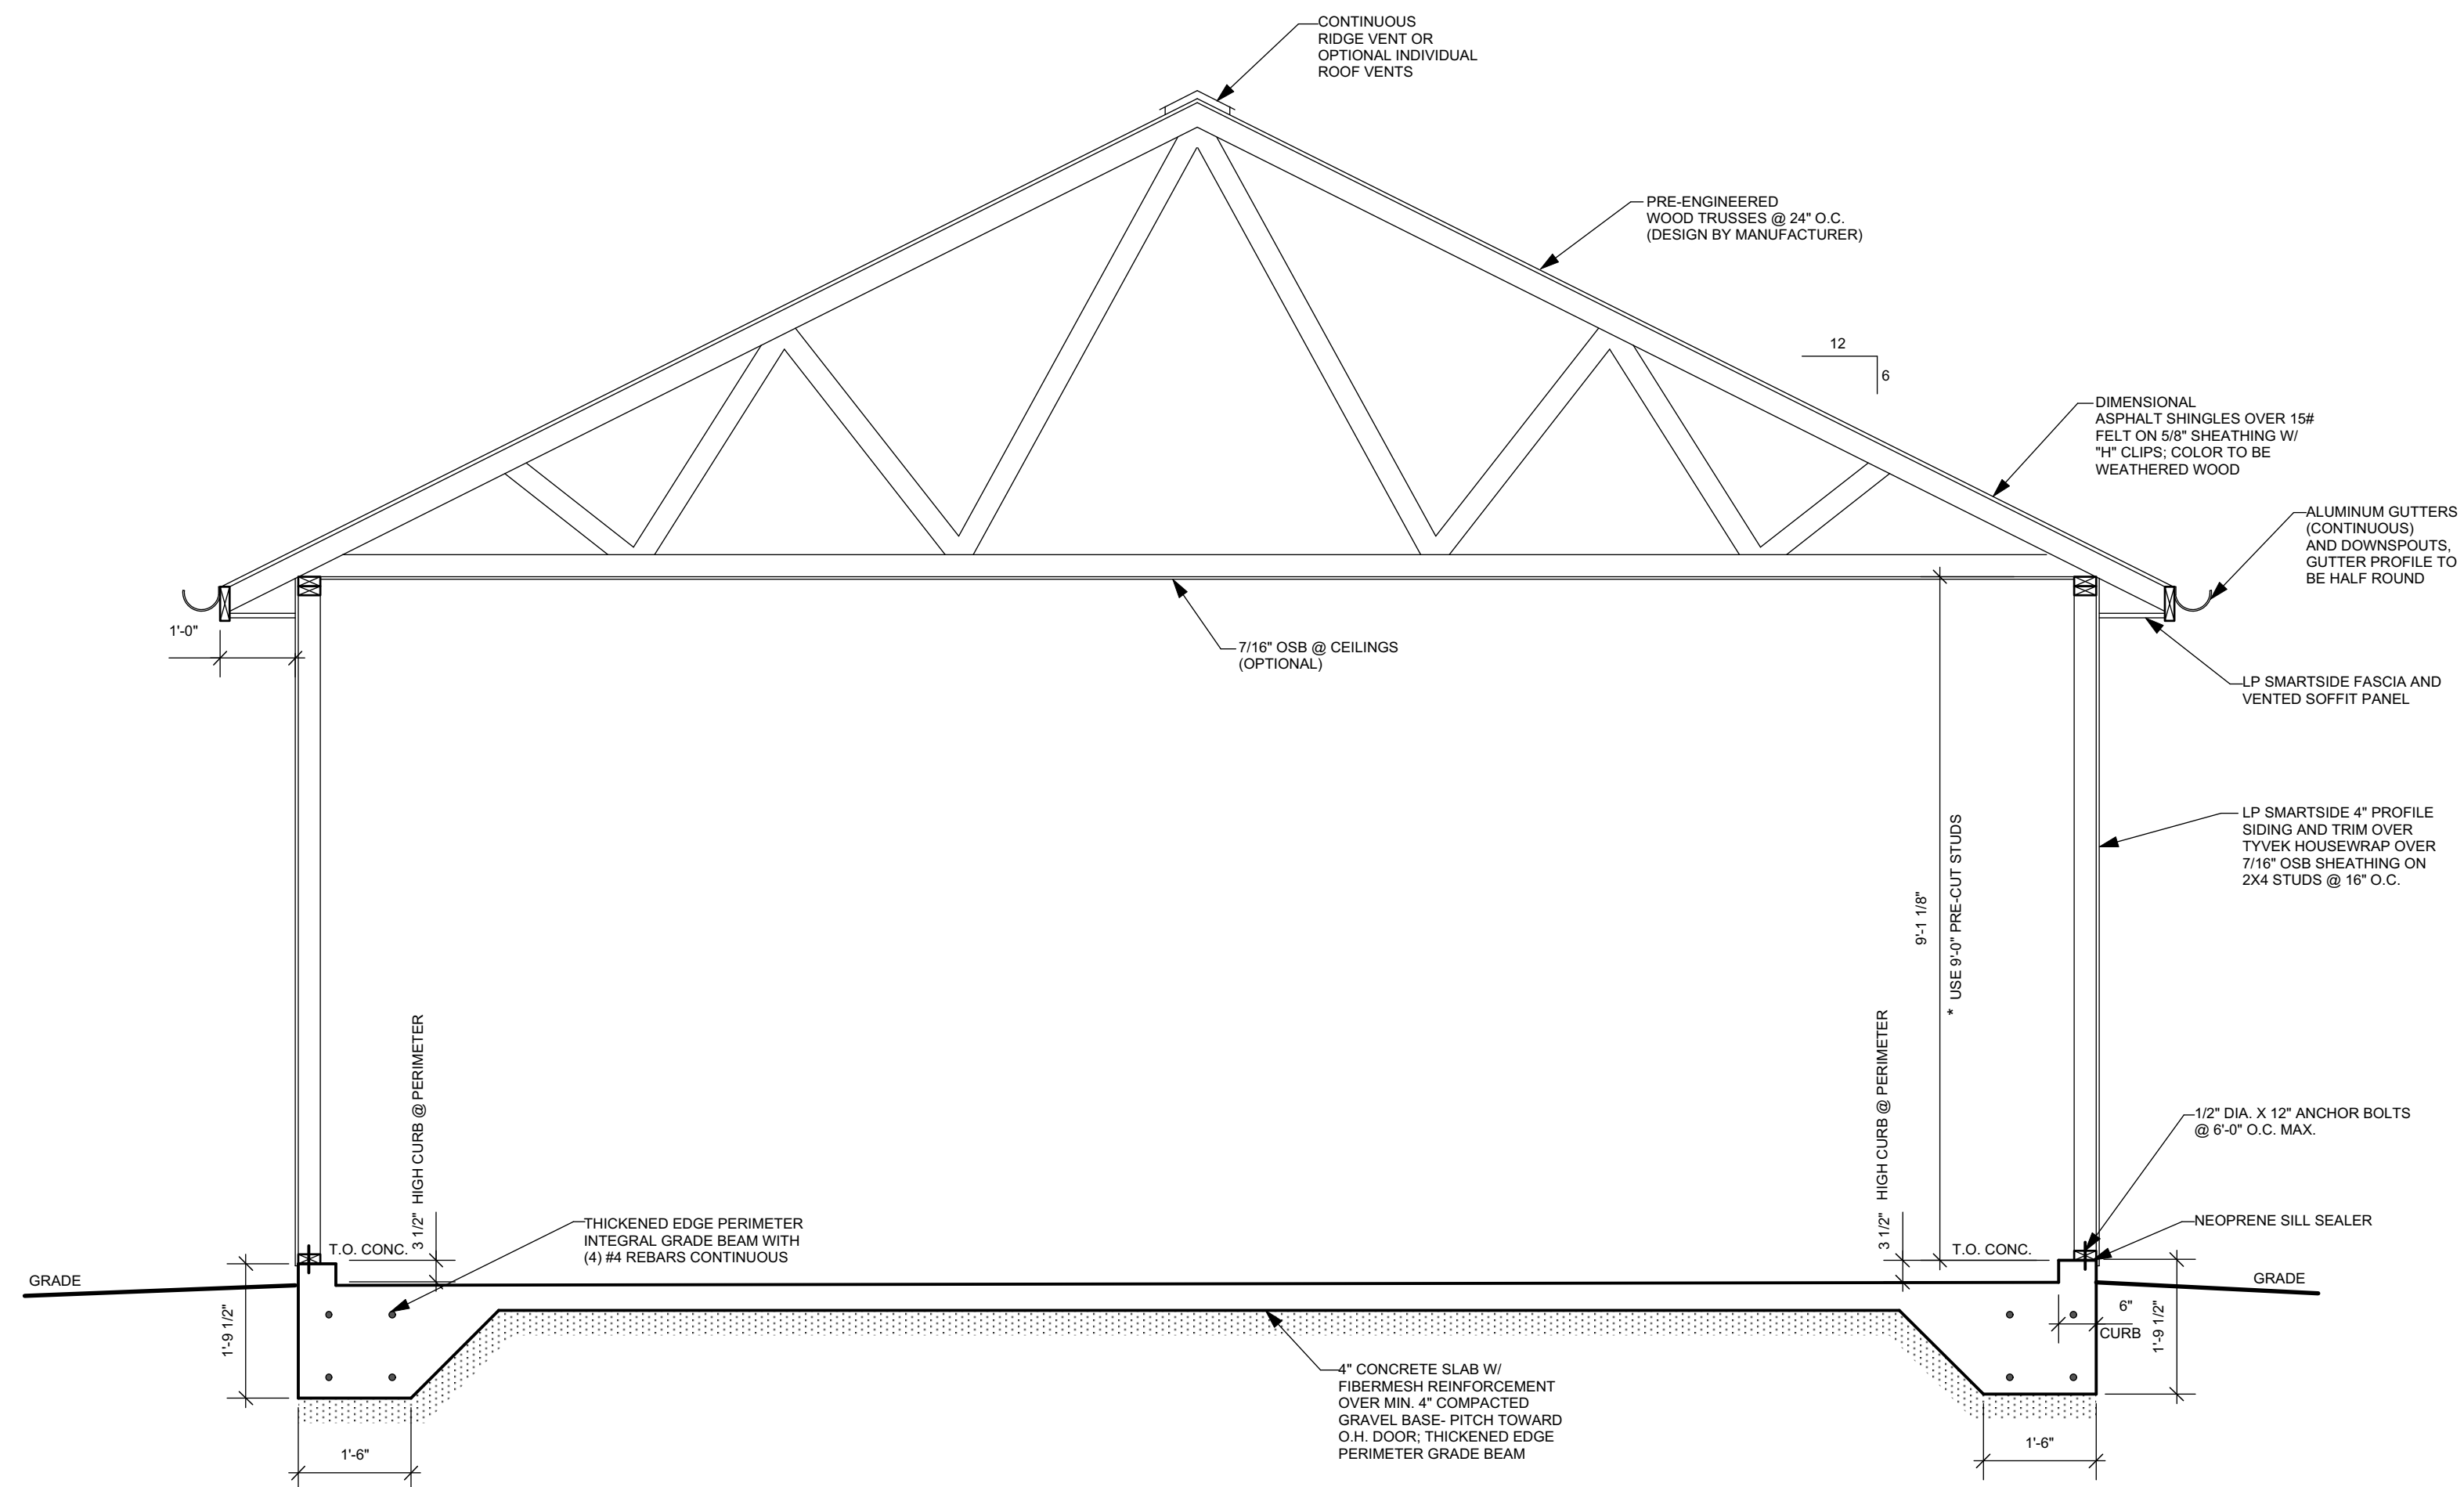 CONTINUOUS
RIDGE VENT OR
OPTIONAL INDIVIDUAL
ROOF VENTS
PRE-ENGINEERED
WOOD TRUSSES @ 24" O.C.
(DESIGN BY MANUFACTURER)
12
6
DIMENSIONAL
ASPHALT SHINGLES OVER 15#
FELT ON 5/8" SHEATHING W/
"H" CLIPS; COLOR TO BE
WEATHERED WOOD
ALUMINUM GUTTERS
(CONTINUOUS)
AND DOWNSPOUTS,
GUTTER PROFILE TO
BE HALF ROUND
1'-0"
7/16" OSB @ CEILINGS
(OPTIONAL)
LP SMARTSIDE FASCIA AND
VENTED SOFFIT PANEL
LP SMARTSIDE 4" PROFILE
SIDING AND TRIM OVER
TYVEK HOUSEWRAP OVER
7/16" OSB SHEATHING ON
2X4 STUDS @ 16" O.C.
9'-1 1/8"
* USE 9'-0" PRE-CUT STUDS
3 1/2" HIGH CURB @ PERIMETER
3 1/2" HIGH CURB @ PERIMETER
1/2" DIA. X 12" ANCHOR BOLTS
@ 6'-0" O.C. MAX.
NEOPRENE SILL SEALER
THICKENED EDGE PERIMETER
INTEGRAL GRADE BEAM WITH
(4) #4 REBARS CONTINUOUS
T.O. CONC.
T.O. CONC.
GRADE
GRADE
1'-9 1/2"
6"
CURB
1'-9 1/2"
4" CONCRETE SLAB W/
FIBERMESH REINFORCEMENT
OVER MIN. 4" COMPACTED
GRAVEL BASE- PITCH TOWARD
O.H. DOOR; THICKENED EDGE
PERIMETER GRADE BEAM
1'-6"
1'-6"